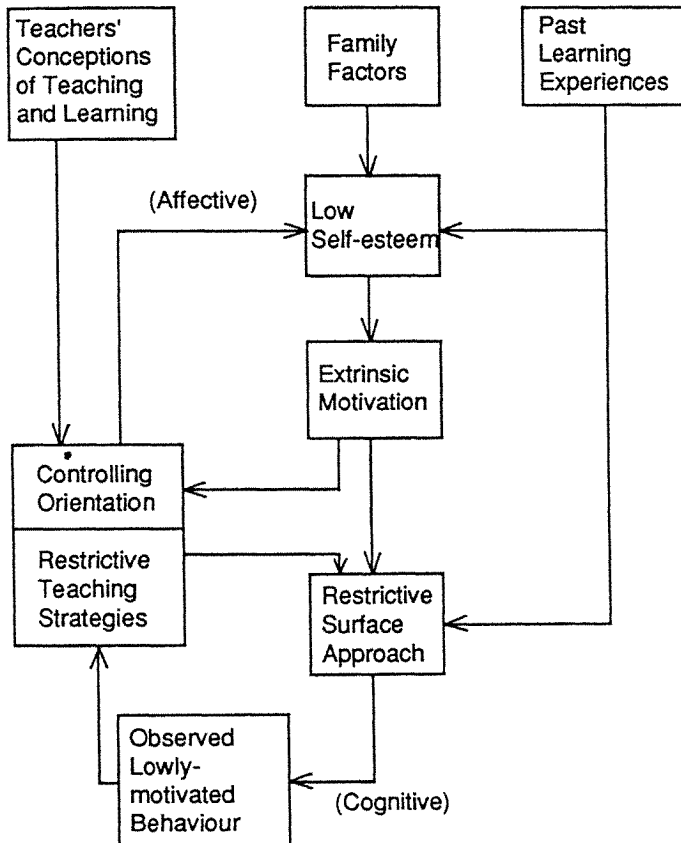 Teachers'
Conceptions
of Teaching
and Learning
Family
Factors
Past
Learning
Experiences
(Affective)
Low
Self-esteem
Extrinsic
Motivation
Controlling
Orientation
Restrictive
Teaching
Strategies
Restrictive
Surface
Approach
Observed
Lowly-
motivated
Behaviour
(Cognitive)